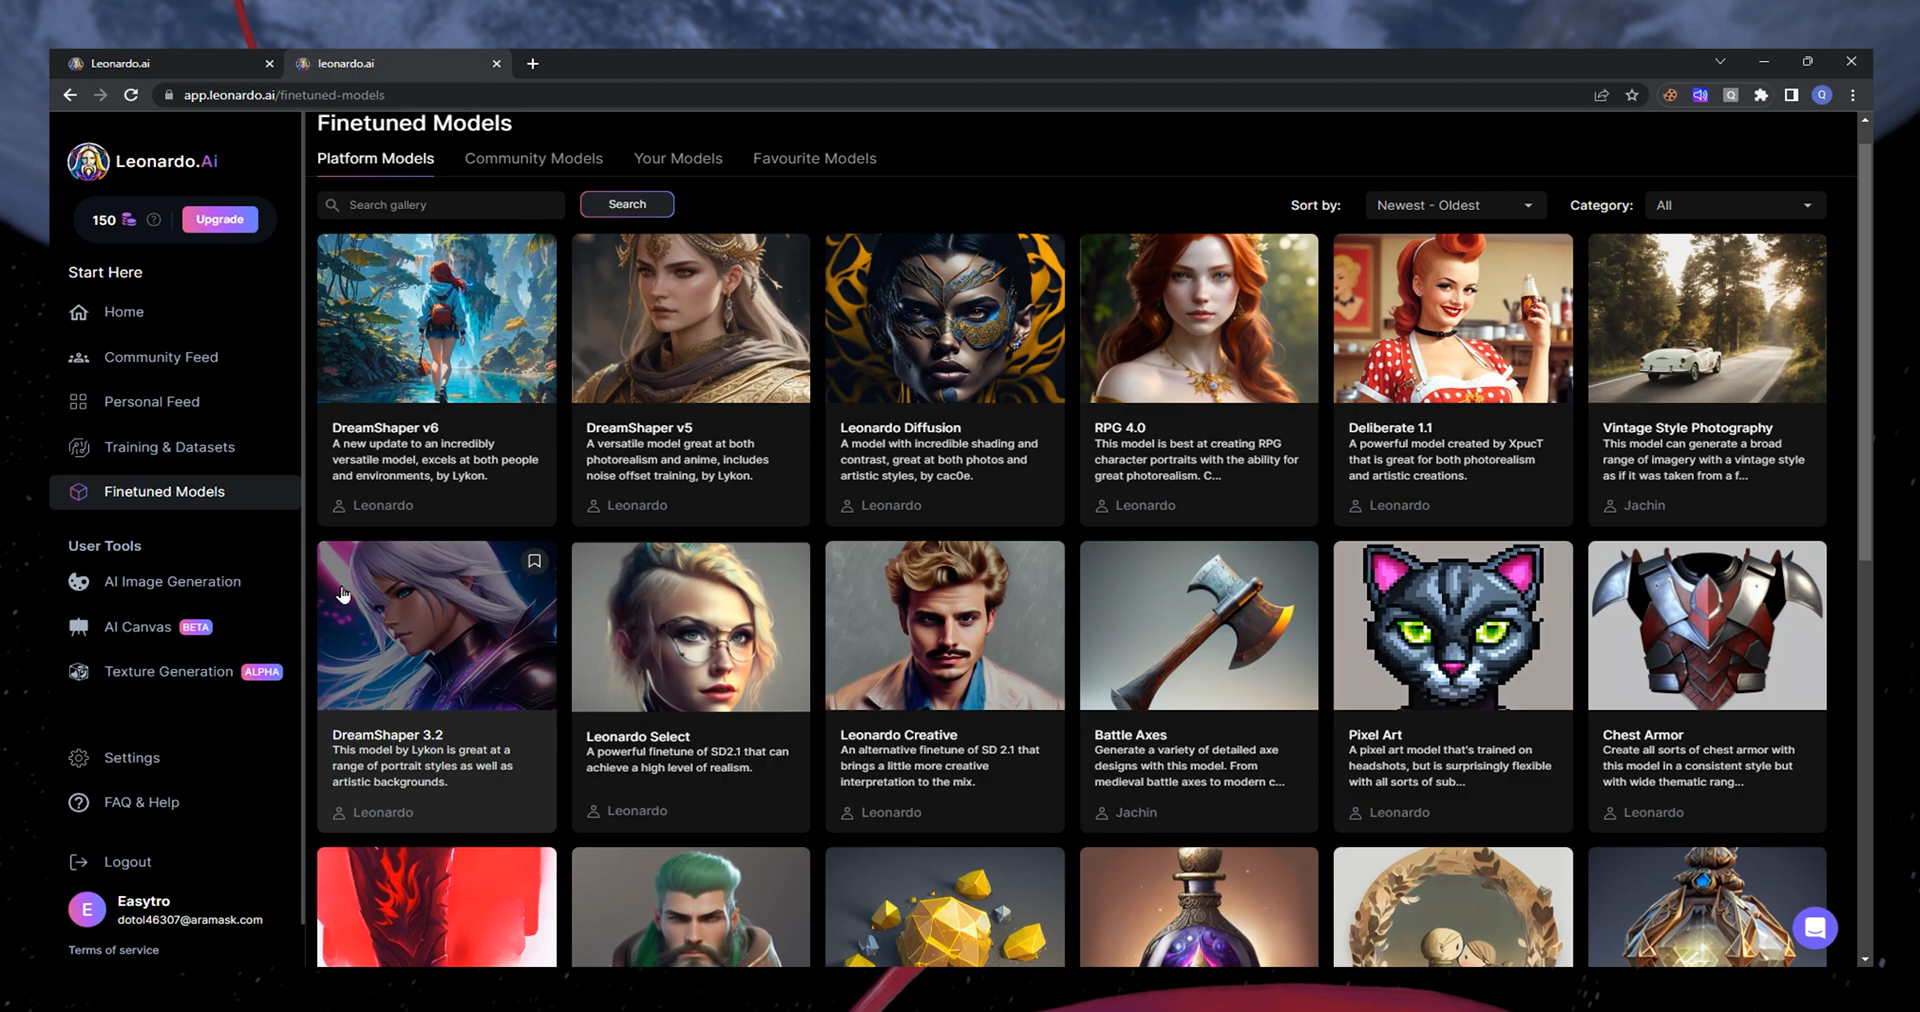 Leonardo.ai
leonardo.ai
app.leonardo.ai/finetuned-models
Q
Q
Leonardo.Ai
150
?
Upgrade
Start Here
Home
Community Feed
Personal Feed
Training & Datasets
Finetuned Models
User Tools
AI Image Generation
AI Canvas BETA
Texture Generation ALPHA
Settings
FAQ & Help
Logout
E
Easytro
dotol46307@aramask.com
Terms of service
Finetuned Models
Platform Models
Community Models
Your Models
Favourite Models
Search gallery
Search
Sort by:
Newest - Oldest
Category:
All
DreamShaper v6
A new update to an incredibly
versatile model, excels at both people
and environments, by Lykon.
Leonardo
DreamShaper v5
A versatile model great at both
photorealism and anime, includes
noise offset training, by Lykon.
Leonardo
Leonardo Diffusion
A model with incredible shading and
contrast, great at both photos and
artistic styles, by cac0e.
Leonardo
RPG 4.0
This model is best at creating RPG
character portraits with the ability for
great photorealism. C...
Leonardo
Deliberate 1.1
A powerful model created by XpucT
that is great for both photorealism
and artistic creations.
Leonardo
Vintage Style Photography
This model can generate a broad
range of imagery with a vintage style
as if it was taken from a f...
Jachin
DreamShaper 3.2
This model by Lykon is great at a
range of portrait styles as well as
artistic backgrounds.
Leonardo
Leonardo Select
A powerful finetune of SD2.1 that can
achieve a high level of realism.
Leonardo
Leonardo Creative
An alternative finetune of SD 2.1 that
brings a little more creative
interpretation to the mix.
Leonardo
Battle Axes
Generate a variety of detailed axe
designs with this model. From
medieval battle axes to modern c...
Jachin
Pixel Art
A pixel art model that's trained on
headshots, but is surprisingly flexible
with all sorts of sub...
Leonardo
Chest Armor
Create all sorts of chest armor with
this model in a consistent style but
with wide thematic rang...
Leonardo